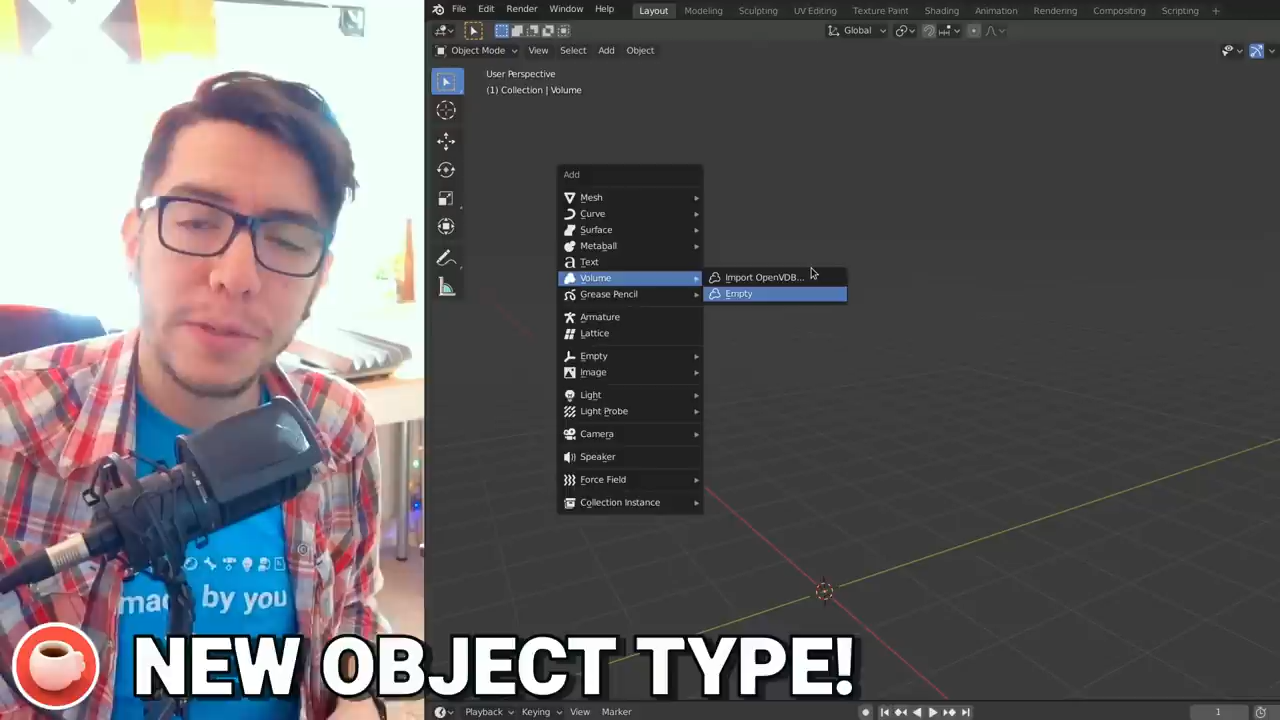 File Edit Render Window Help Layout Modeling Sculpting UV Editing Texture Paint Shading Animation Rendering Compositing Scripting +
Global
Object Mode View Select Add Object
User Perspective
(1) Collection | Volume
Add
Mesh
Curve
Surface
Metaball
Text
Volume
Import OpenVDB...
Grease Pencil
Empty
Armature
Lattice
Empty
Image
Light
Light Probe
Camera
Speaker
Force Field
Collection Instance
by you
NEW OBJECT TYPE!
Playback Keying View Marker
1